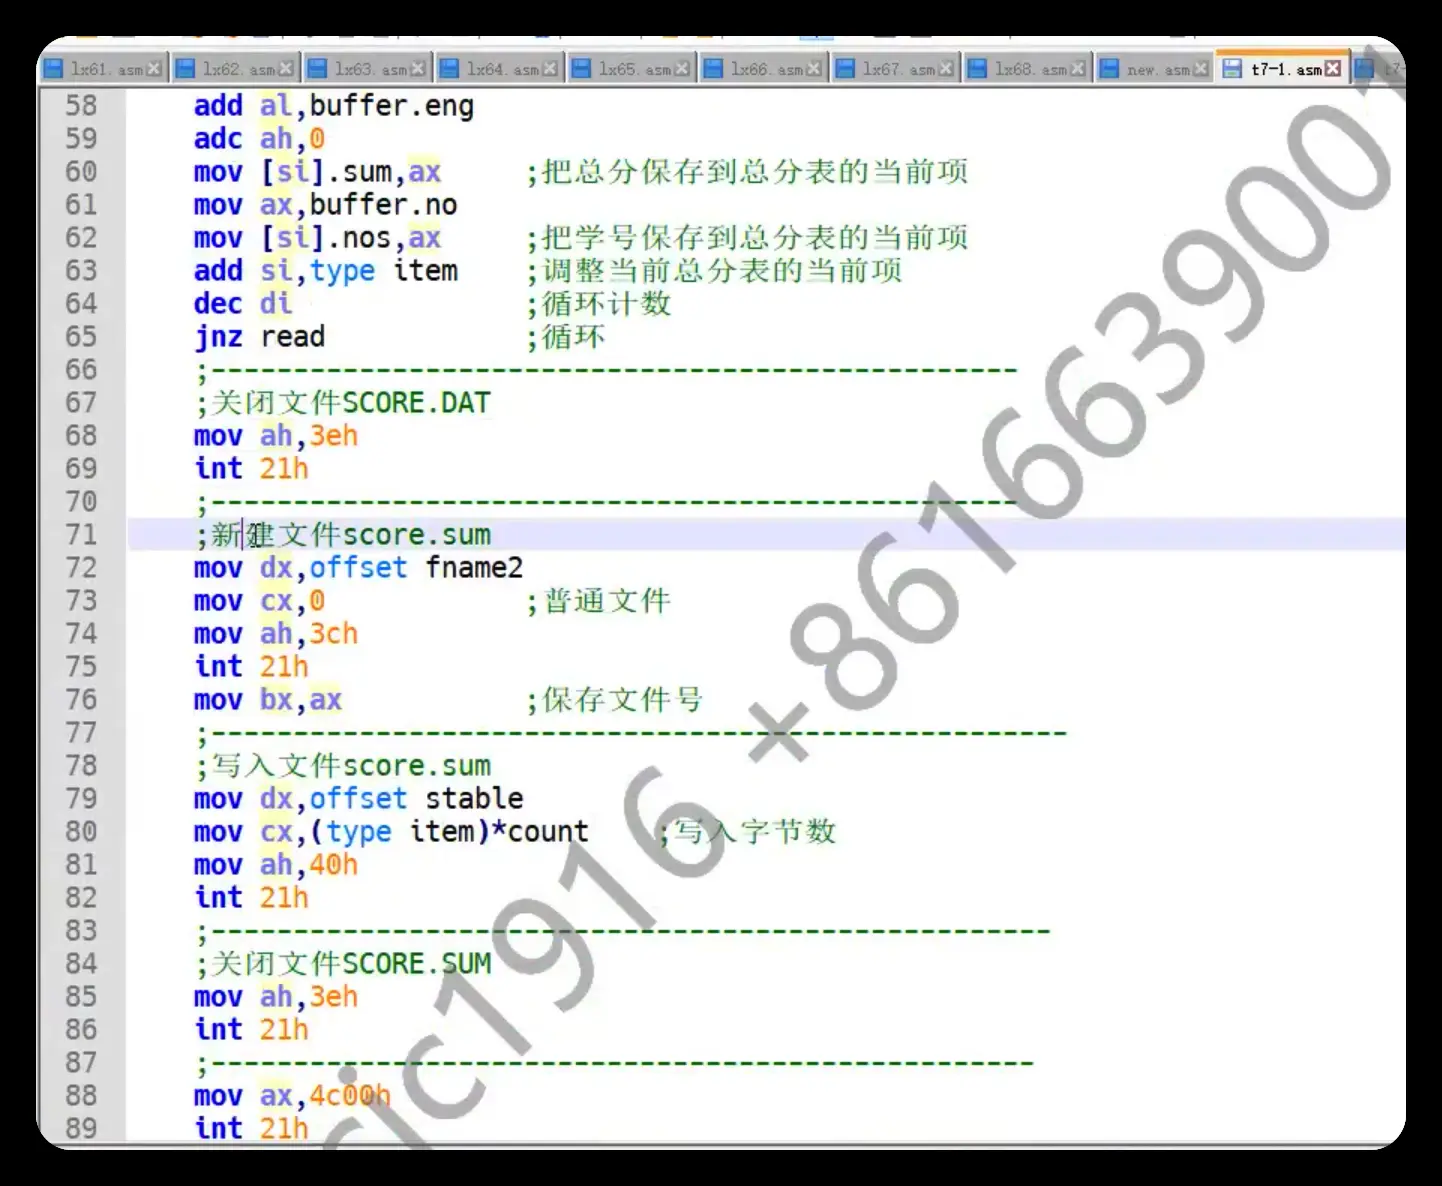 lx61.asm lx62.asm lx63.asm lx64.asm lx65.asm lx66.asm lx67.asm lx68.asm new.asm t7-1.asm
58 add al,buffer.eng
59 adc ah,0
60 mov [si].sum,ax ;把总分保存到总分表的当前项
61 mov ax,buffer.no
62 mov [si].nos,ax ;把学号保存到总分表的当前项
63 add si,type item ;调整当前总分表的当前项
64 dec di ;循环计数
65 jnz read ;循环
66 ;-------------------------------------------------
67 ;关闭文件SCORE.DAT
68 mov ah,3eh
69 int 21h
70 ;-------------------------------------------------
71 ;新建文件score.sum
72 mov dx,offset fname2
73 mov cx,0 ;普通文件
74 mov ah,3ch
75 int 21h
76 mov bx,ax ;保存文件号
77 ;----------------------------------------------------
78 ;写入文件score.sum
79 mov dx,offset stable
80 mov cx,(type item)*count ;写入字节数
81 mov ah,40h
82 int 21h
83 ;---------------------------------------------------
84 ;关闭文件SCORE.SUM
85 mov ah,3eh
86 int 21h
87 ;--------------------------------------------------
88 mov ax,4c00h
89 int 21h
ric1916 +861663900